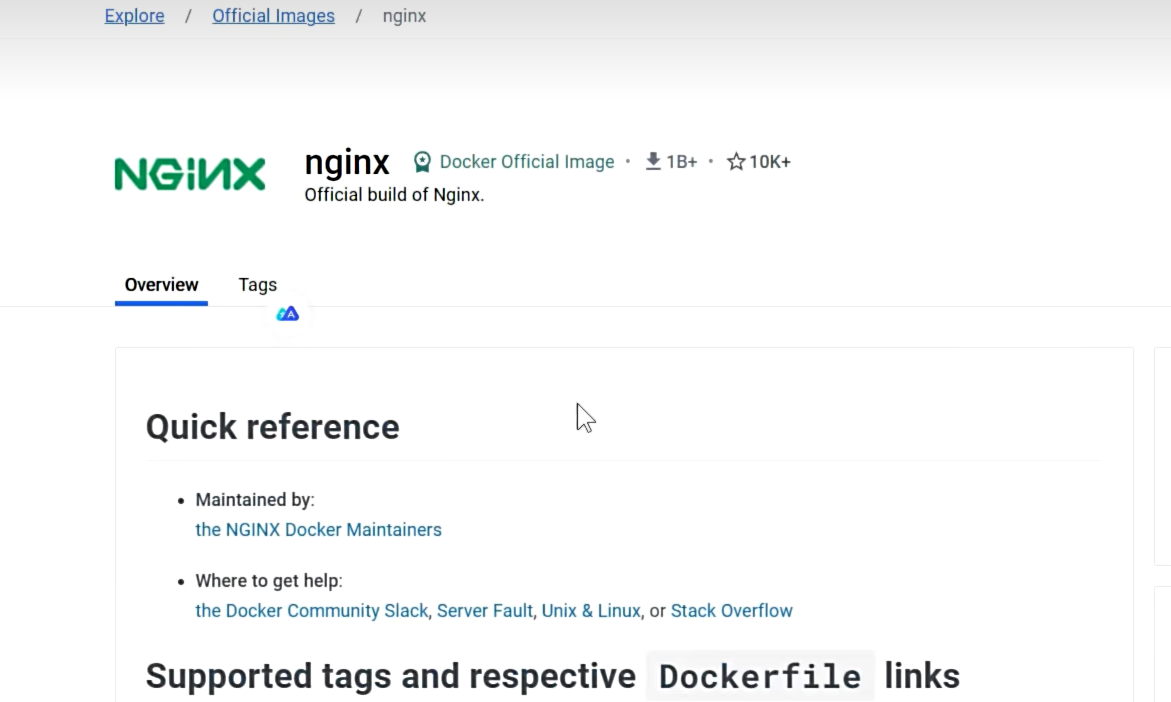 Explore / Official Images / nginx
NGINX
nginx Docker Official Image • 1B+ • 10K+
Official build of Nginx.
Overview Tags
Quick reference
• Maintained by:
the NGINX Docker Maintainers
• Where to get help:
the Docker Community Slack, Server Fault, Unix & Linux, or Stack Overflow
Supported tags and respective Dockerfile links